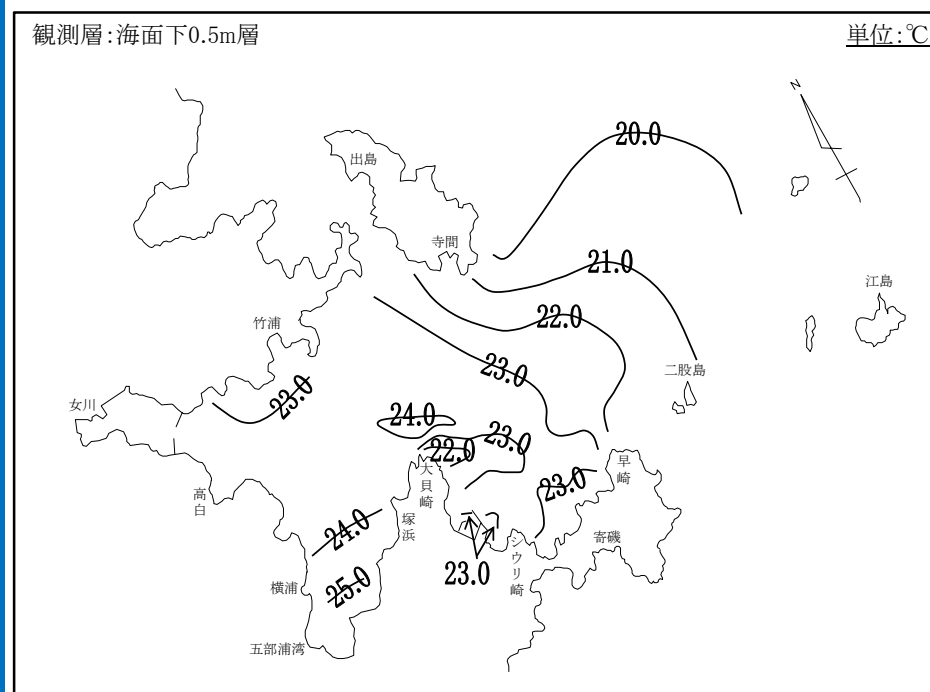 観測層:海面下0.5m層
単位:℃
N
20.0
出島
寺間
21.0
江島
22.0
竹浦
23.0
二股島
23.0
女川
24.0
23.0
22.0
大貝崎
早崎
23.0
高白
塚浜
24.0
シウリ崎
寄磯
23.0
25.0
横浦
五部浦湾